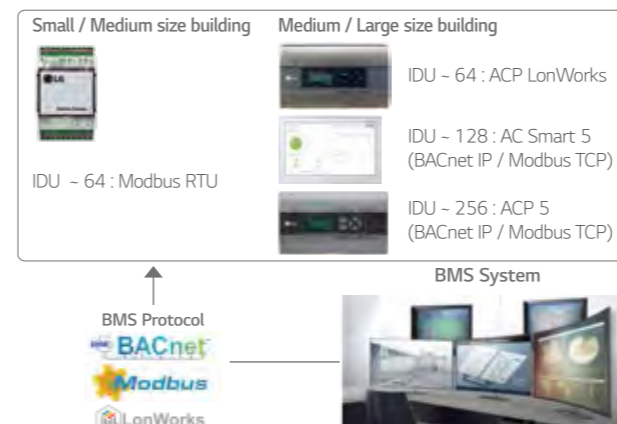 Small / Medium size building
Medium / Large size building
LG
IDU ~ 64 : Modbus RTU
IDU ~ 64 : ACP LonWorks
IDU ~ 128 : AC Smart 5
(BACnet IP / Modbus TCP)
IDU ~ 256 : ACP 5
(BACnet IP / Modbus TCP)
BMS System
BMS Protocol
BACnet
Modbus
LonWorks